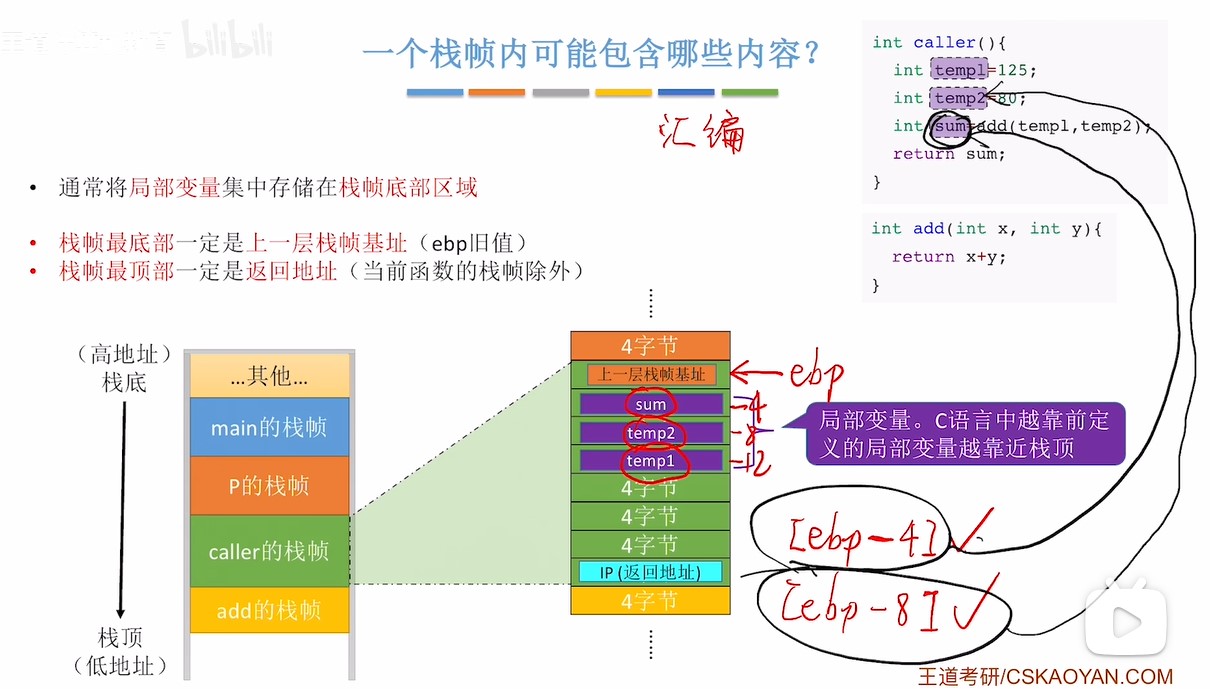 bilibili
一个栈帧内可能包含哪些内容？
汇编
int caller(){
int temp1=125;
int temp2=80;
int sum=add(temp1,temp2);
return sum;
}
int add(int x, int y){
return x+y;
}
• 通常将局部变量集中存储在栈帧底部区域
• 栈帧最底部一定是上一层栈帧基址（ebp旧值）
• 栈帧最顶部一定是返回地址（当前函数的栈帧除外）
（高地址）
栈底
栈顶
（低地址）
...其他...
main的栈帧
P的栈帧
caller的栈帧
add的栈帧
4字节
上一层栈帧基址
ebp
sum
-4
temp2
-8
temp1
-12
4字节
4字节
4字节
IP (返回地址)
4字节
局部变量。C语言中越靠前定
义的局部变量越靠近栈顶
[ebp-4]
[ebp-8]
王道考研/CSKAOYAN.COM